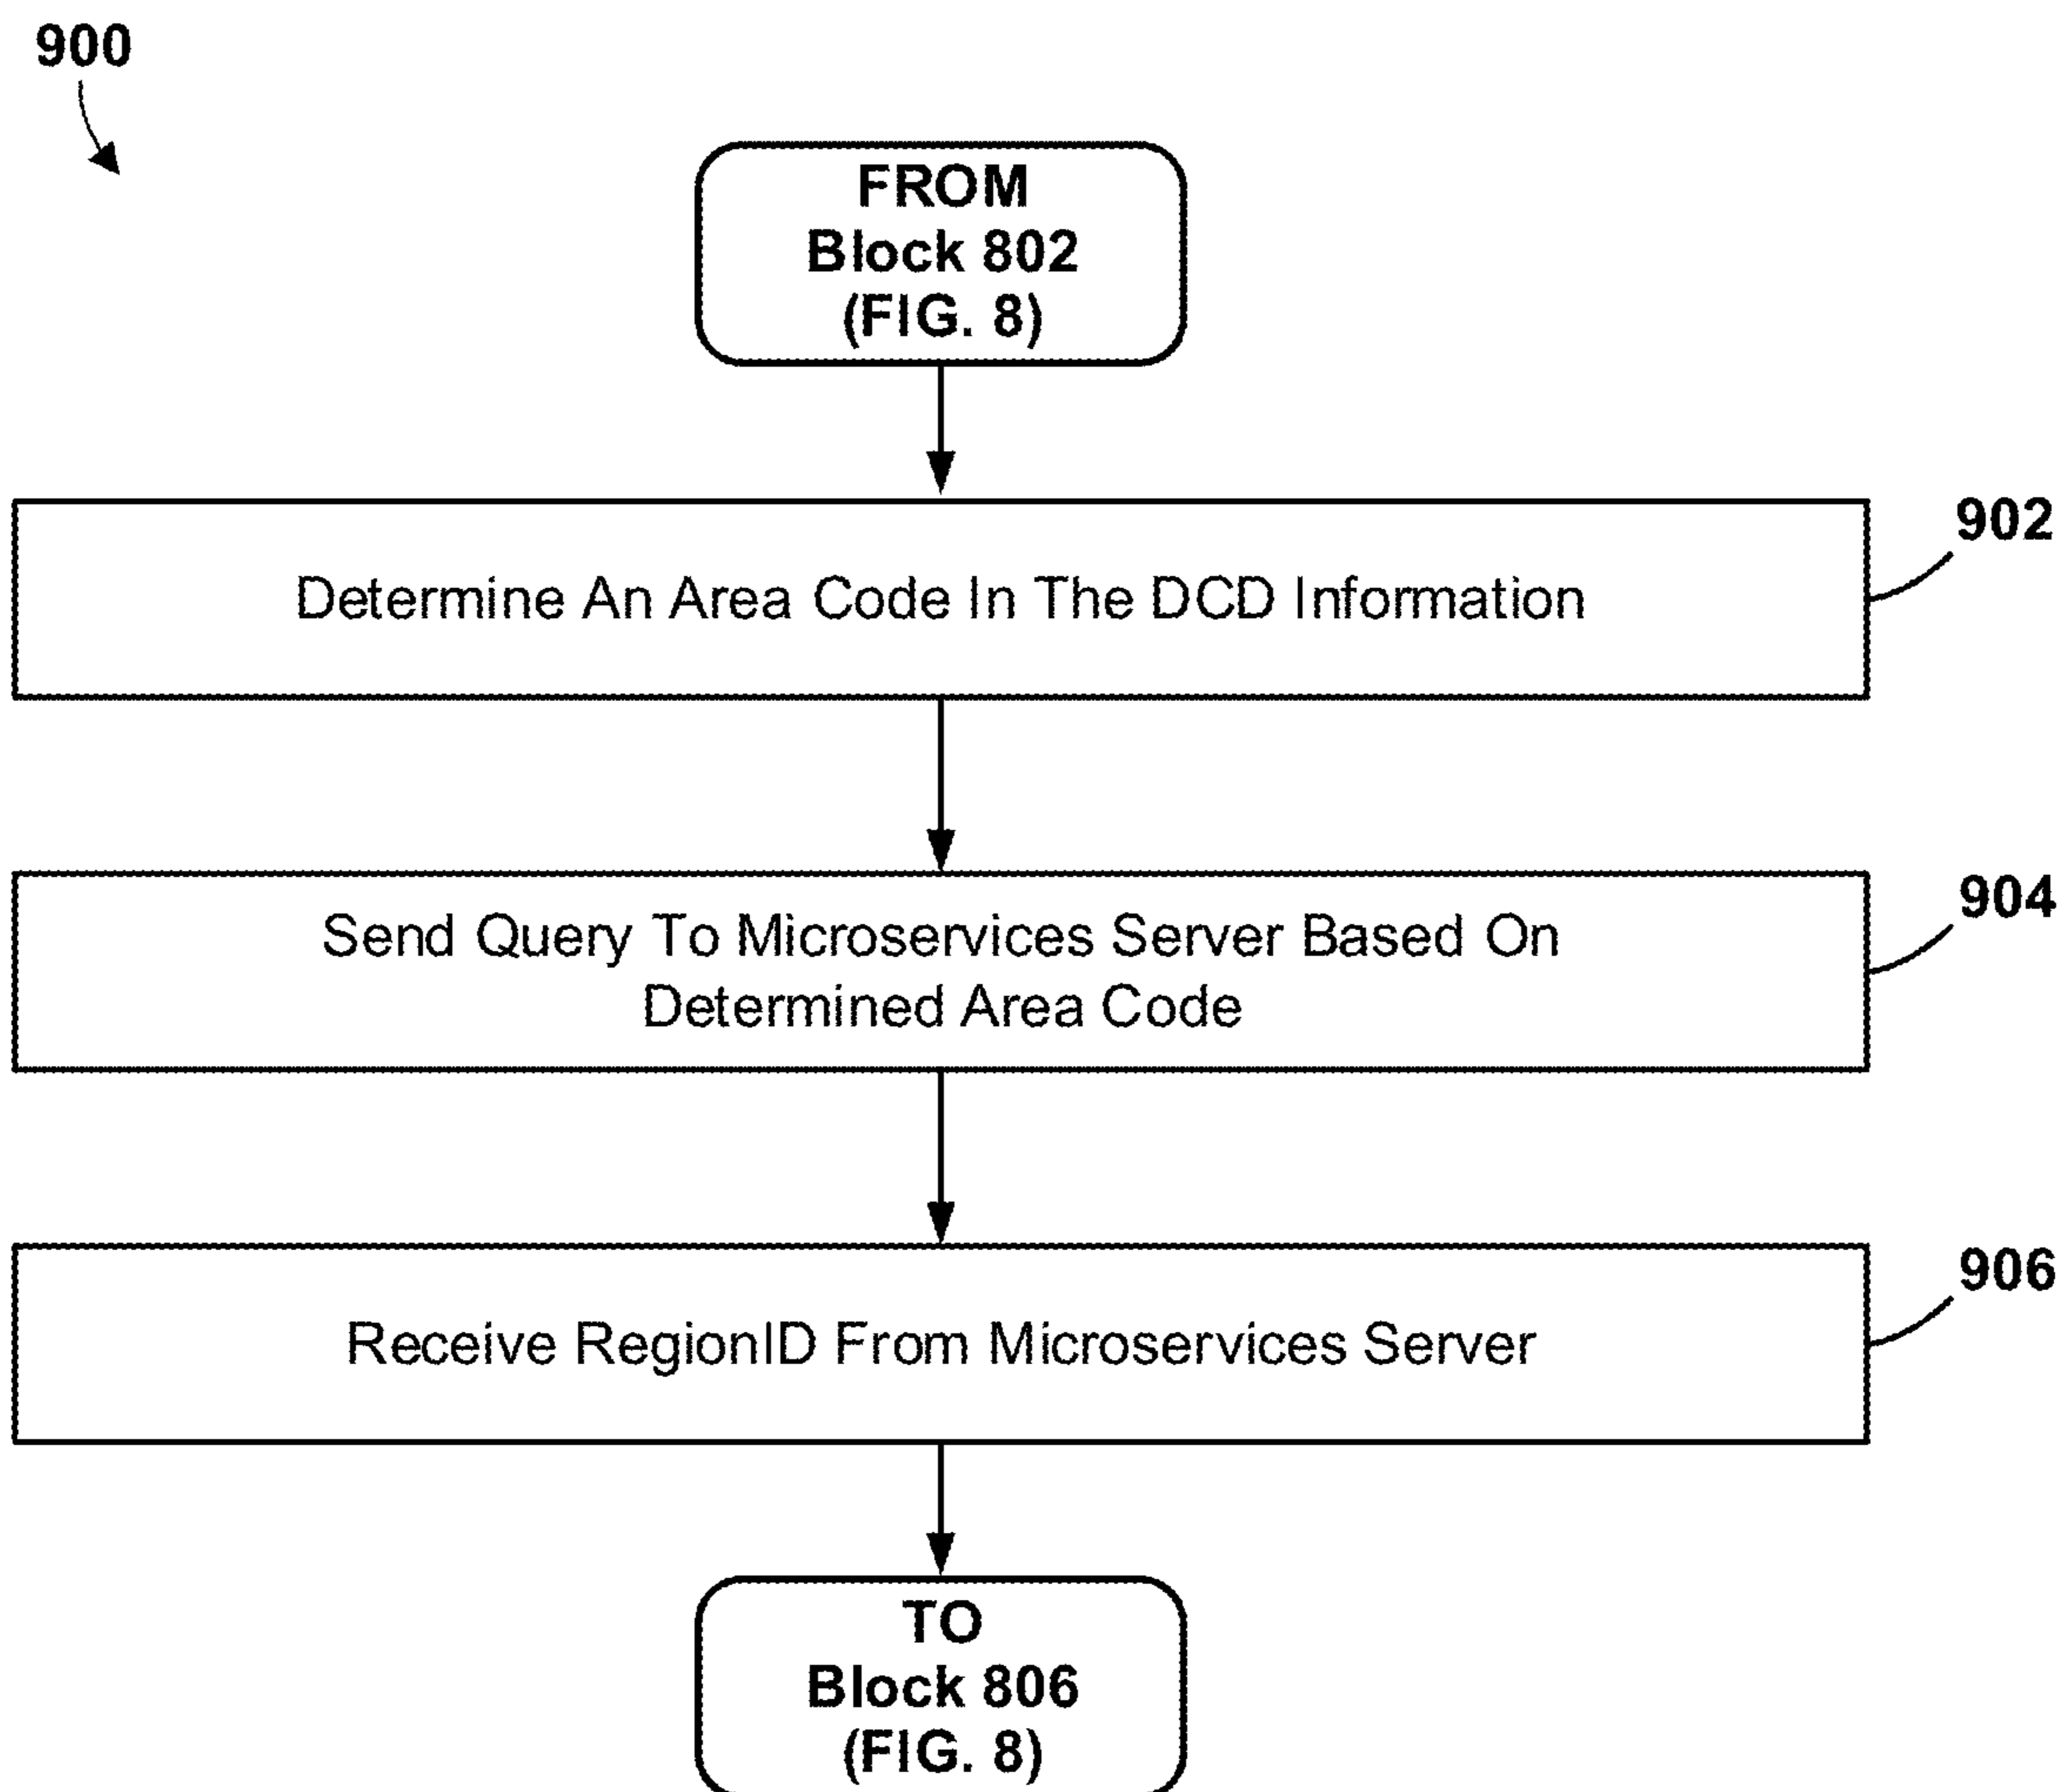 900
FROM
Block 802
(FIG. 8)
902
Determine An Area Code In The DCD Information
904
Send Query To Microservices Server Based On
Determined Area Code
906
Receive RegionID From Microservices Server
TO
Block 806
(FIG. 8)